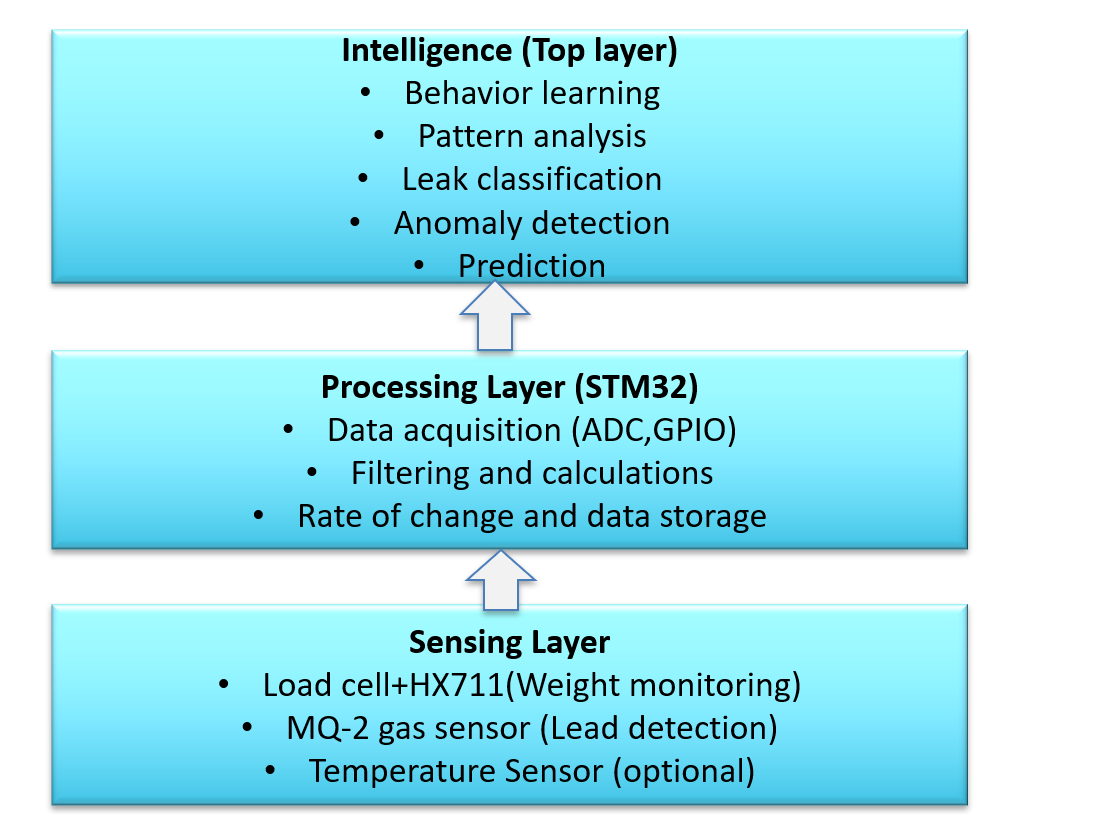 Intelligence (Top layer)
• Behavior learning
• Pattern analysis
• Leak classification
• Anomaly detection
• Prediction
Processing Layer (STM32)
• Data acquisition (ADC,GPIO)
• Filtering and calculations
• Rate of change and data storage
Sensing Layer
• Load cell+HX711(Weight monitoring)
• MQ-2 gas sensor (Lead detection)
• Temperature Sensor (optional)